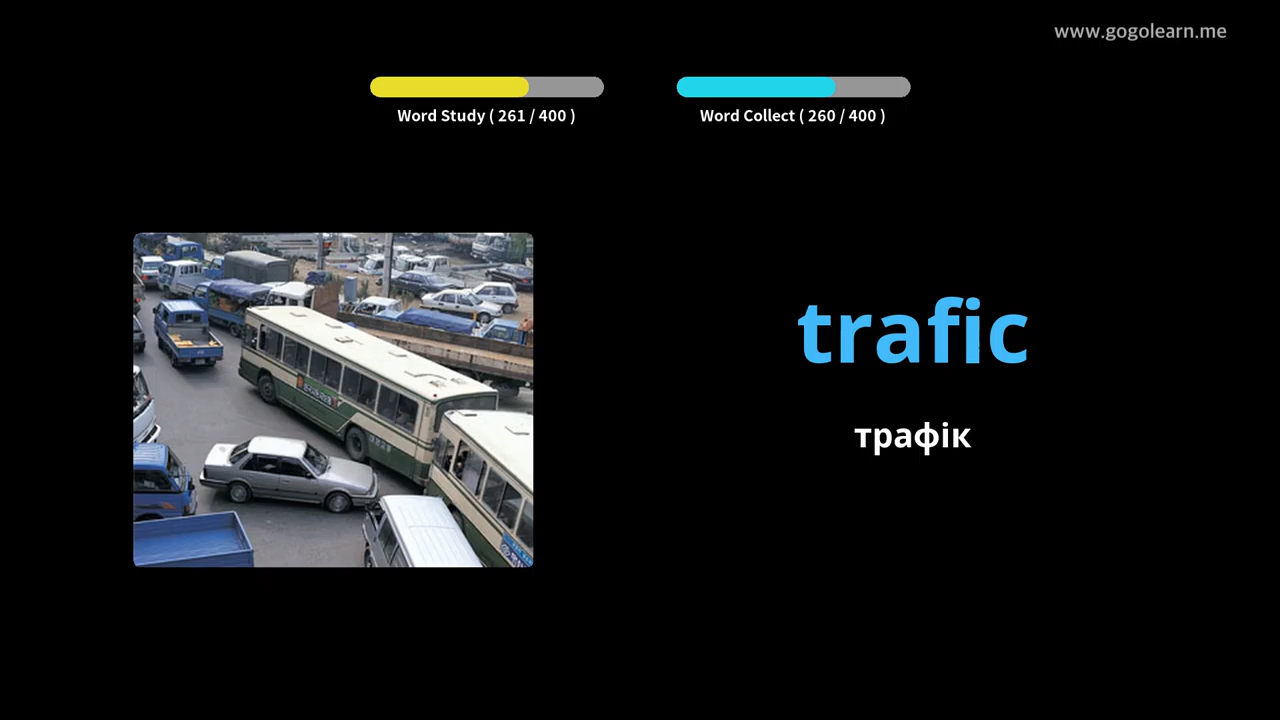 www.gogolearn.me
Word Study ( 261 / 400 )
Word Collect ( 260 / 400 )
trafic
трафік